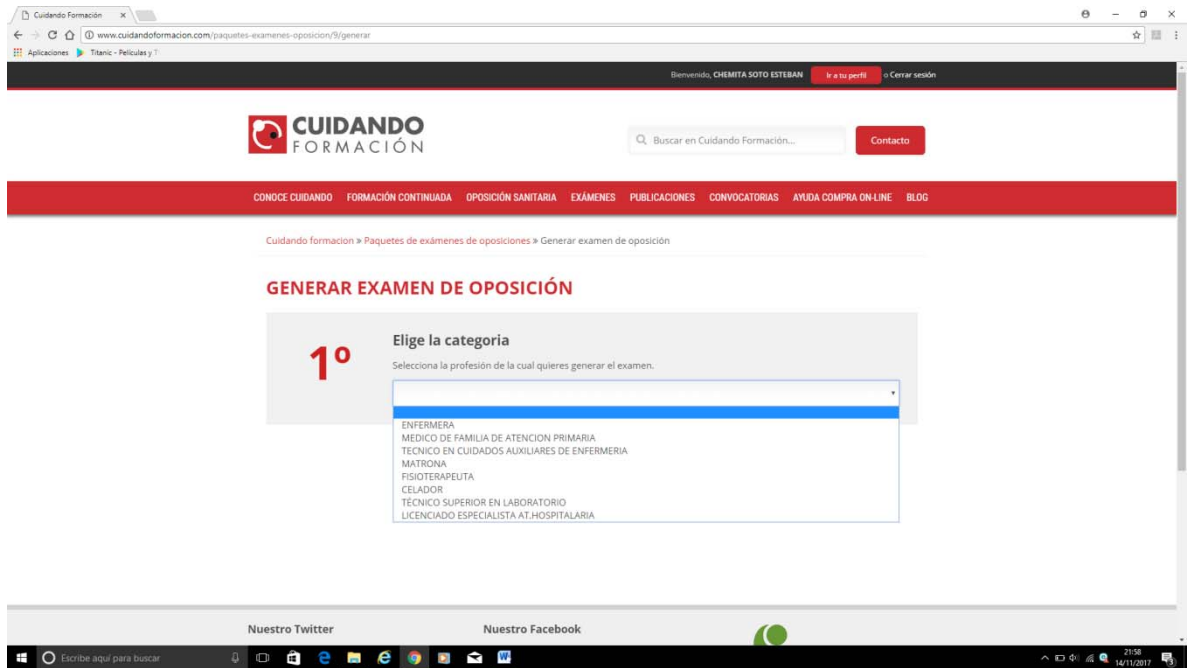 Cuidando Formación
www.cuidandoformacion.com/paquetes-examenes-oposicion/9/generar
Aplicaciones Titanic - Películas y
Bienvenido, CHEMITA SOTO ESTEBAN Ir a tu perfil o Cerrar sesión
CUIDANDO
FORMACIÓN
Buscar en Cuidando Formación...
Contacto
CONOCE CUIDANDO FORMACIÓN CONTINUADA OPOSICIÓN SANITARIA EXÁMENES PUBLICACIONES CONVOCATORIAS AYUDA COMPRA ON-LINE BLOG
Cuidando formacion » Paquetes de exámenes de oposiciones » Generar examen de oposición
GENERAR EXAMEN DE OPOSICIÓN
1º
Elige la categoria
Selecciona la profesión de la cual quieres generar el examen.
ENFERMERA
MEDICO DE FAMILIA DE ATENCION PRIMARIA
TECNICO EN CUIDADOS AUXILIARES DE ENFERMERIA
MATRONA
FISIOTERAPEUTA
CELADOR
TÉCNICO SUPERIOR EN LABORATORIO
LICENCIADO ESPECIALISTA AT.HOSPITALARIA
Nuestro Twitter
Nuestro Facebook
Escribe aquí para buscar
21:58
14/11/2017